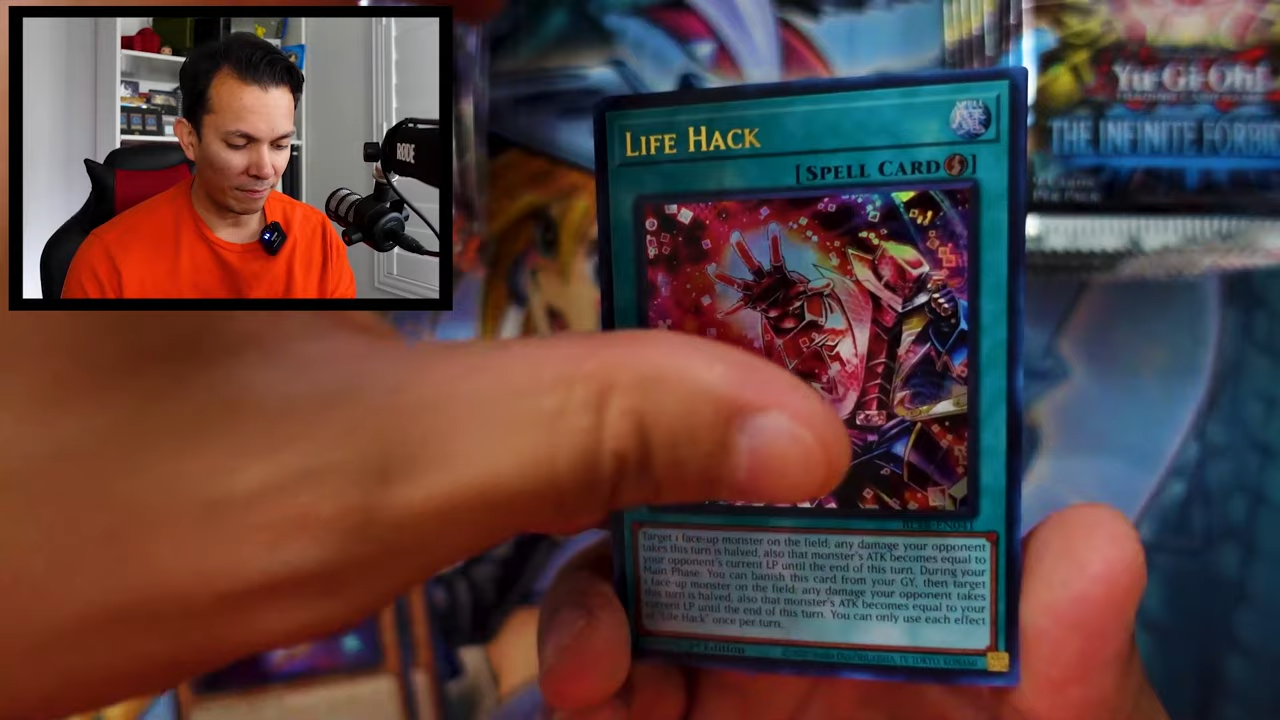 RODE
LIFE HACK
[SPELL CARD]
Target 1 face-up monster on the field; any damage your opponent
takes this turn is halved, also that monster's ATK becomes equal to
your opponent's current LP until the end of this turn. During your
Main Phase: You can banish this card from your GY, then target
1 face-up monster on the field; any damage your opponent takes
this turn is halved, also that monster's ATK becomes equal to your
current LP until the end of this turn. You can only use each effect
of "Life Hack" once per turn.
1st Edition
Yu-Gi-Oh!
THE INFINITE FORBID